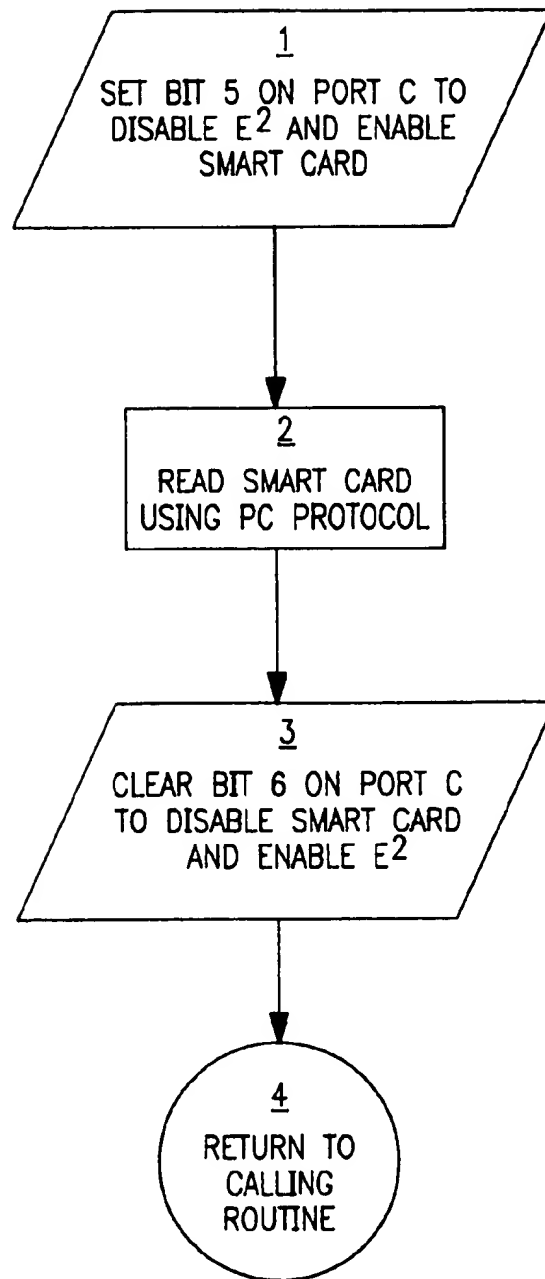 1
SET BIT 5 ON PORT C TO
DISABLE E² AND ENABLE
SMART CARD
2
READ SMART CARD
USING PC PROTOCOL
3
CLEAR BIT 6 ON PORT C
TO DISABLE SMART CARD
AND ENABLE E²
4
RETURN TO
CALLING
ROUTINE